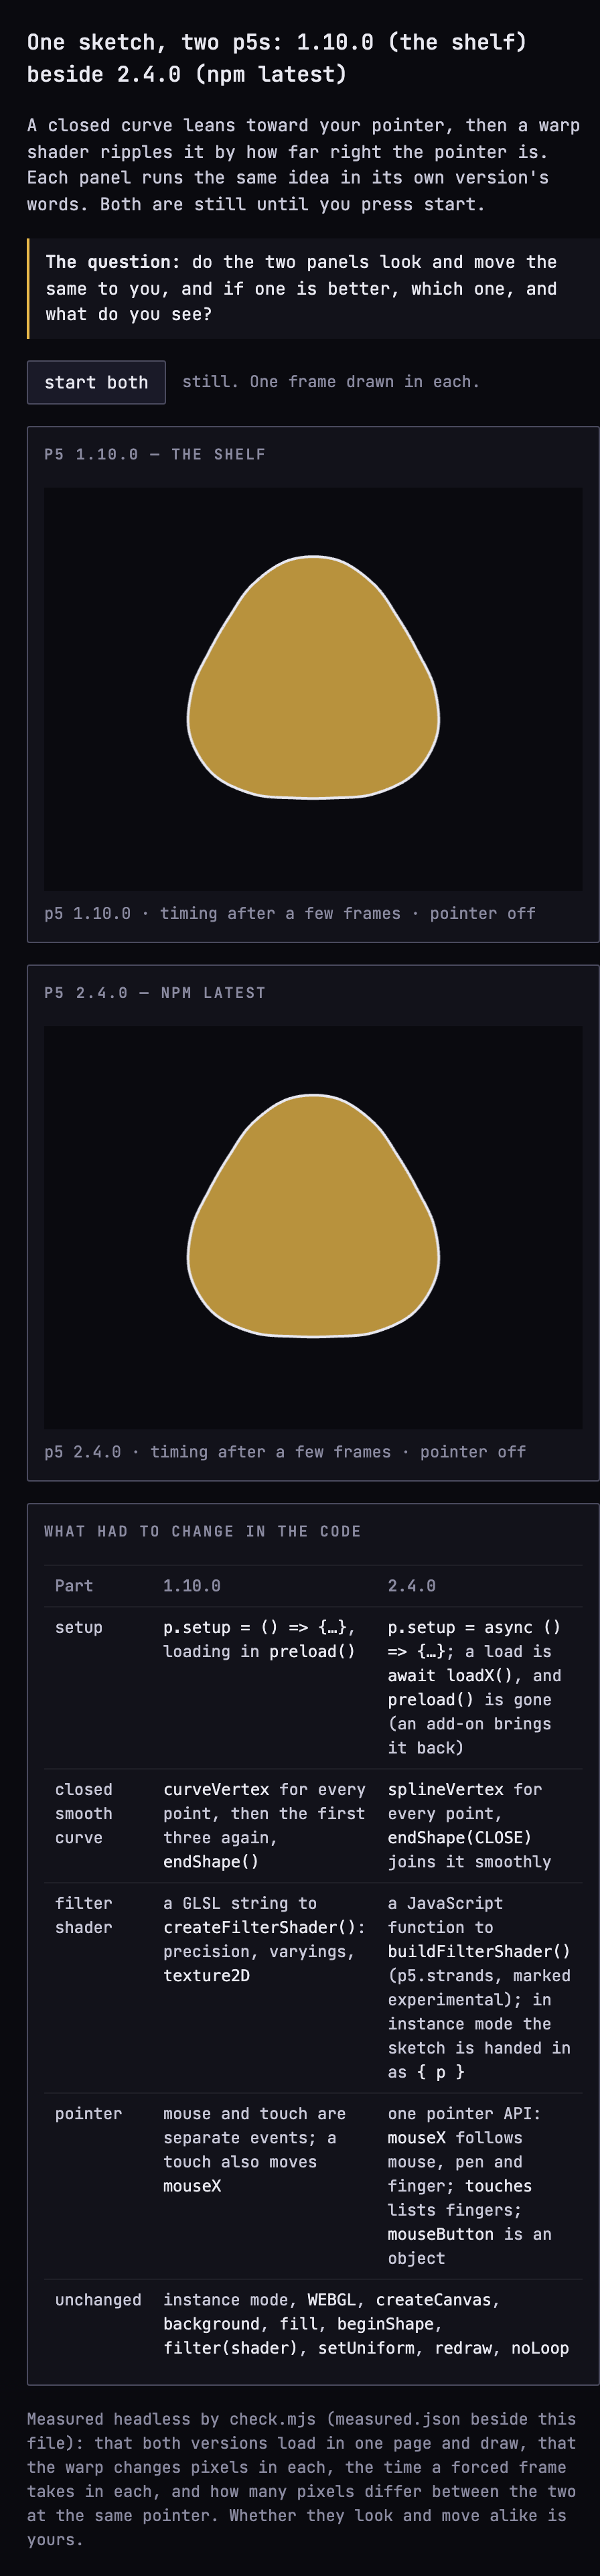 One sketch, two p5s: 1.10.0 (the shelf)
beside 2.4.0 (npm latest)
A closed curve leans toward your pointer, then a warp
shader ripples it by how far right the pointer is.
Each panel runs the same idea in its own version's
words. Both are still until you press start.
The question: do the two panels look and move the
same to you, and if one is better, which one, and
what do you see?
start both
still. One frame drawn in each.
P5 1.10.0 — THE SHELF
p5 1.10.0 · timing after a few frames · pointer off
P5 2.4.0 — NPM LATEST
p5 2.4.0 · timing after a few frames · pointer off
WHAT HAD TO CHANGE IN THE CODE
Part 1.10.0 2.4.0
setup
p.setup = () => {…},
loading in preload()
p.setup = async ()
=> {…}; a load is
await loadX(), and
preload() is gone
(an add-on brings
it back)
closed
smooth
curve
curveVertex for every
point, then the first
three again,
endShape()
splineVertex for
every point,
endShape(CLOSE)
joins it smoothly
filter
shader
a GLSL string to
createFilterShader():
precision, varyings,
texture2D
a JavaScript
function to
buildFilterShader()
(p5.strands, marked
experimental); in
instance mode the
sketch is handed in
as { p }
pointer
mouse and touch are
separate events; a
touch also moves
mouseX
one pointer API:
mouseX follows
mouse, pen and
finger; touches
lists fingers;
mouseButton is an
object
unchanged
instance mode, WEBGL, createCanvas,
background, fill, beginShape,
filter(shader), setUniform, redraw, noLoop
Measured headless by check.mjs (measured.json beside this
file): that both versions load in one page and draw, that
the warp changes pixels in each, the time a forced frame
takes in each, and how many pixels differ between the two
at the same pointer. Whether they look and move alike is
yours.